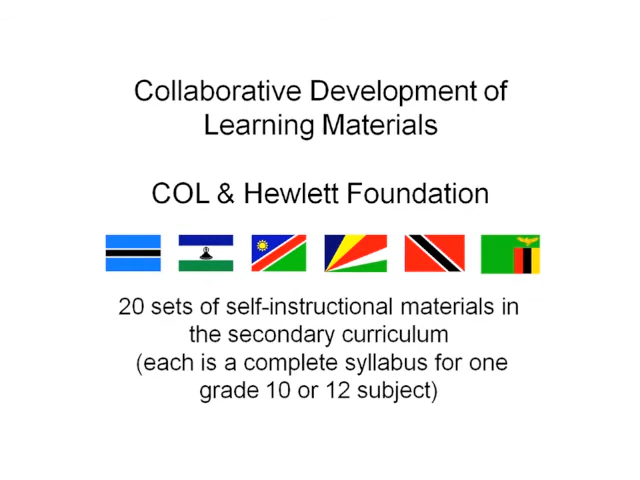 Collaborative Development of
Learning Materials
COL & Hewlett Foundation
20 sets of self-instructional materials in
the secondary curriculum
(each is a complete syllabus for one
grade 10 or 12 subject)